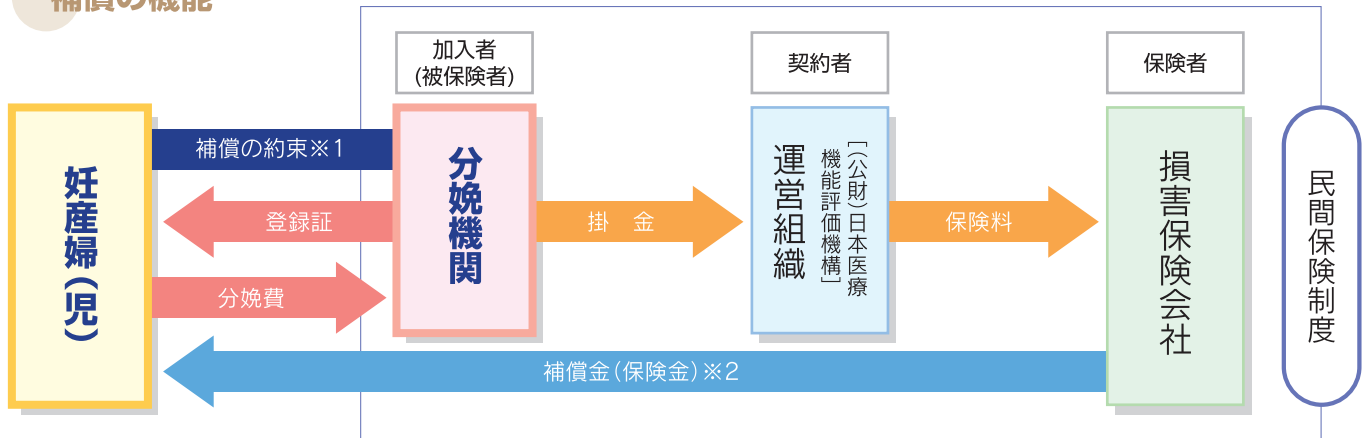 補償の機能
加入者
(被保険者)
契約者
保険者
妊産婦(児)
補償の約束※1
登録証
分娩費
分娩機関
掛　金
運営組織
[(公財)日本医療
機能評価機構]
保険料
損害保険会社
補償金(保険金)※2
民間保険制度